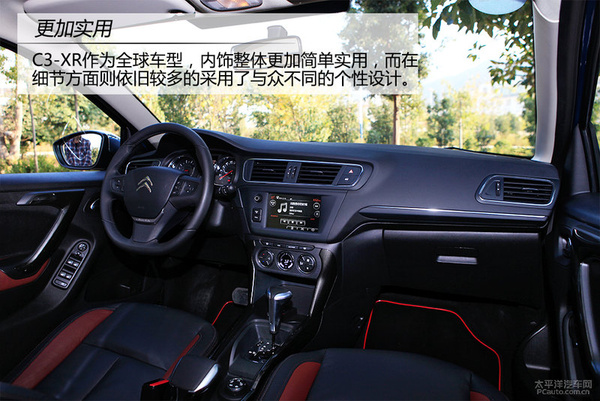 更加实用
C3-XR作为全球车型，内饰整体更加简单实用，而在
细节方面则依旧较多的采用了与众不同的个性设计。
太平洋汽车网
PCauto.com.cn